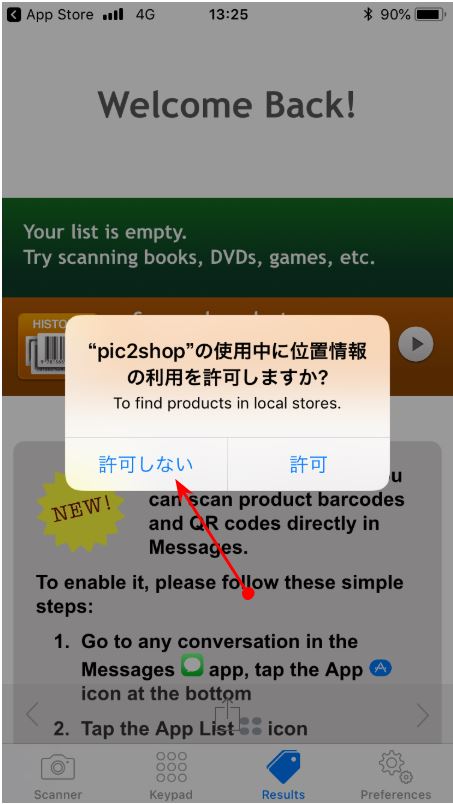 App Store 4G 13:25 90%
Welcome Back!
Your list is empty.
Try scanning books, DVDs, games, etc.
HISTO
“pic2shop”の使用中に位置情報
の利用を許可しますか?
To find products in local stores.
許可しない 許可
NEW!
can scan product barcodes
and QR codes directly in
Messages.
To enable it, please follow these simple
steps:
1. Go to any conversation in the
Messages app, tap the App
icon at the bottom
2. Tap the App List icon
Scanner Keypad Results Preferences